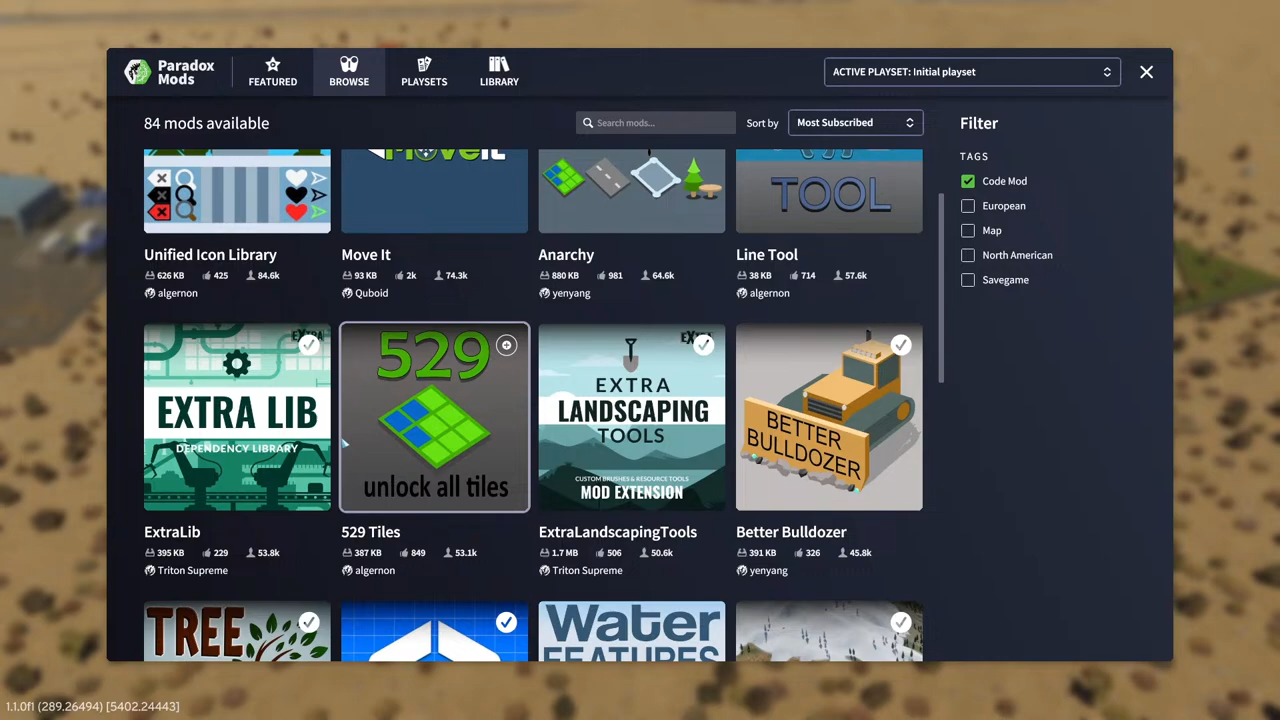 Paradox Mods
FEATURED
BROWSE
PLAYSETS
LIBRARY
ACTIVE PLAYSET: Initial playset
84 mods available
Search mods...
Sort by
Most Subscribed
Filter
TAGS
Code Mod
European
Map
North American
Savegame
TOOL
Unified Icon Library
626 KB 425 84.6k
algernon
Move It
93 KB 2k 74.3k
Quboid
Anarchy
880 KB 981 64.6k
yenyang
Line Tool
38 KB 714 57.6k
algernon
EXTRA LIB
DEPENDENCY LIBRARY
529
unlock all tiles
EXTRA
LANDSCAPING
TOOLS
CUSTOM BRUSHES & RESOURCE TOOLS
MOD EXTENSION
BETTER
BULLDOZER
ExtraLib
395 KB 229 53.8k
Triton Supreme
529 Tiles
387 KB 849 53.1k
algernon
ExtraLandscapingTools
1.7 MB 506 50.6k
Triton Supreme
Better Bulldozer
391 KB 326 45.8k
yenyang
TREE
Water
FEATURES
1.1.0f1 (289.26494) [5402.24443]